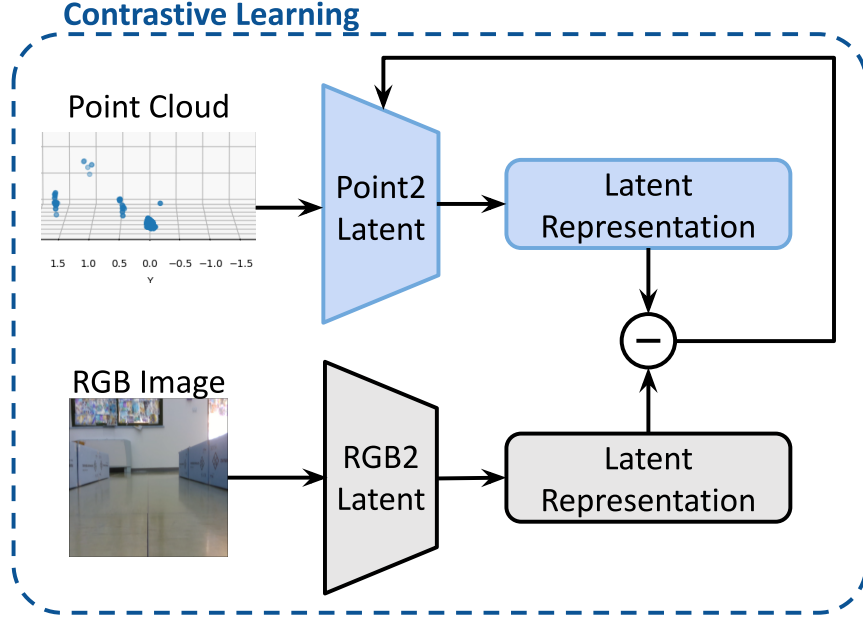 Contrastive Learning
Point Cloud
1.5 1.0 0.5 0.0 −0.5 −1.0 −1.5
Y
Point2
Latent
Latent
Representation
−
RGB Image
RGB2
Latent
Latent
Representation